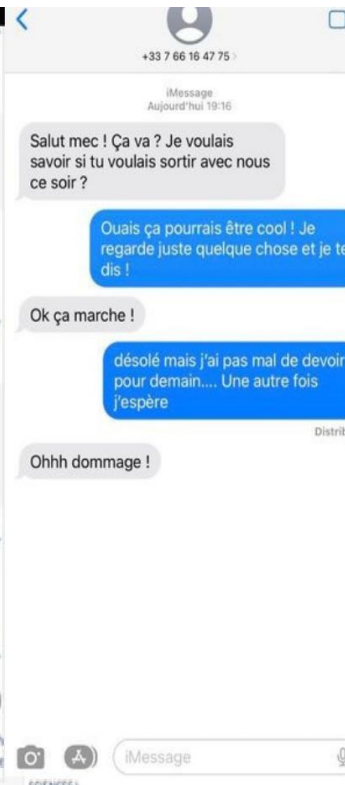 +33 7 66 16 47 75
iMessage
Aujourd'hui 19:16
Salut mec ! Ça va ? Je voulais
savoir si tu voulais sortir avec nous
ce soir ?
Ouais ça pourrais être cool ! Je
regarde juste quelque chose et je te
dis !
Ok ça marche !
désolé mais j'ai pas mal de devoir
pour demain.... Une autre fois
j'espère
Distrib
Ohhh dommage !
iMessage